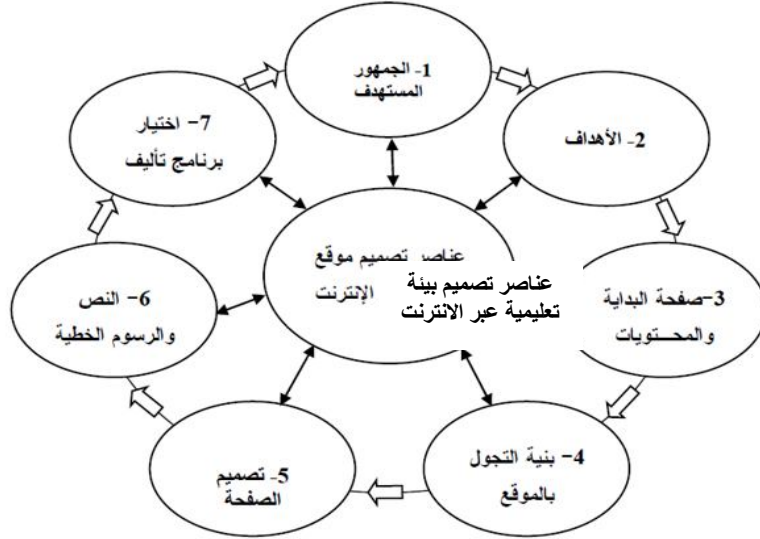 1- الجمهور
المستهدف
2- الأهداف
3- صفحة البداية
والمحتويات
4- بنية التجول
بالموقع
5- تصميم
الصفحة
6- النص
والرسوم الخطية
7- اختيار
برنامج تأليف
عناصر تصميم موقع
الإنترنت
عناصر تصميم بيئة
تعليمية عبر الانترنت